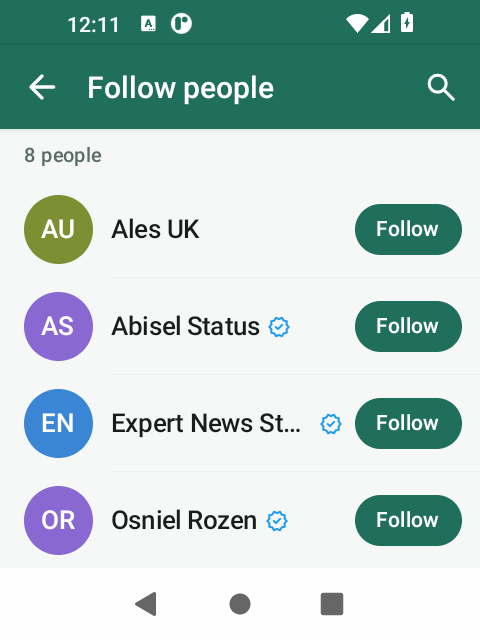 12:11
Follow people
8 people
AU Ales UK Follow
AS Abisel Status Follow
EN Expert News St... Follow
OR Osniel Rozen Follow